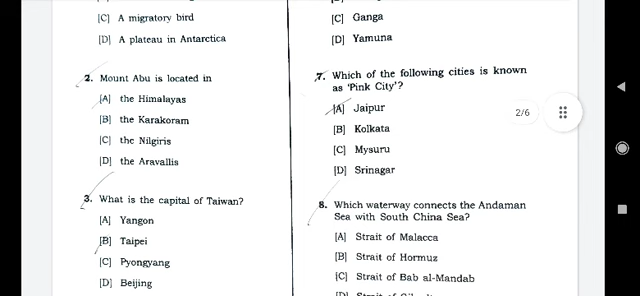 [C] A migratory bird
[D] A plateau in Antarctica
2. Mount Abu is located in
[A] the Himalayas
[B] the Karakoram
[C] the Nilgiris
[D] the Aravallis
3. What is the capital of Taiwan?
[A] Yangon
[B] Taipei
[C] Pyongyang
[D] Beijing
[C] Ganga
[D] Yamuna
7. Which of the following cities is known
as 'Pink City'?
[A] Jaipur
[B] Kolkata
[C] Mysuru
[D] Srinagar
8. Which waterway connects the Andaman
Sea with South China Sea?
[A] Strait of Malacca
[B] Strait of Hormuz
[C] Strait of Bab al-Mandab
2/6